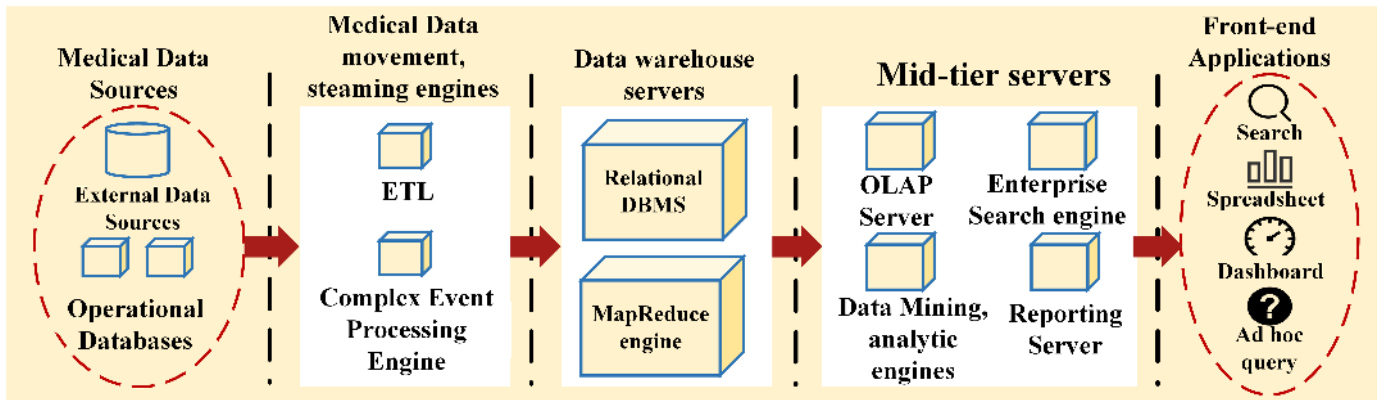 Medical Data
Sources
External Data
Sources
Operational
Databases
Medical Data
movement,
steaming engines
ETL
Complex Event
Processing
Engine
Data warehouse
servers
Relational
DBMS
MapReduce
engine
Mid-tier servers
OLAP
Server
Enterprise
Search engine
Data Mining,
analytic
engines
Reporting
Server
Front-end
Applications
Search
Spreadsheet
Dashboard
?
Ad hoc
query